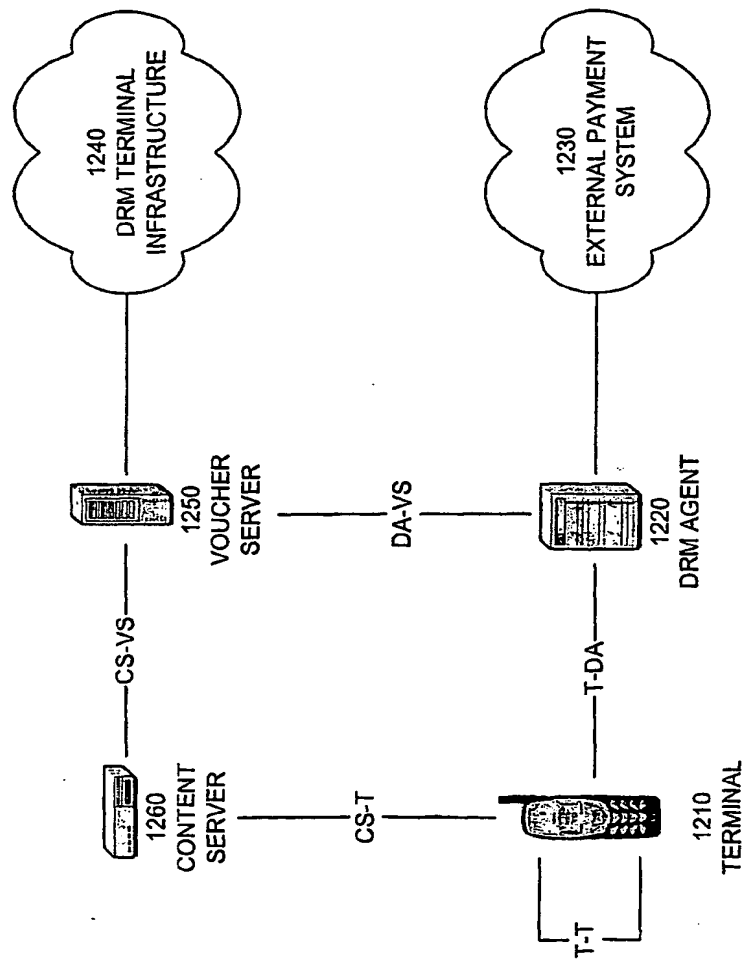 1240
DRM TERMINAL
INFRASTRUCTURE
1230
EXTERNAL PAYMENT
SYSTEM
1250
VOUCHER
SERVER
DA-VS
1220
DRM AGENT
CS-VS
T-DA
1260
CONTENT
SERVER
CS-T
1210
TERMINAL
T-T